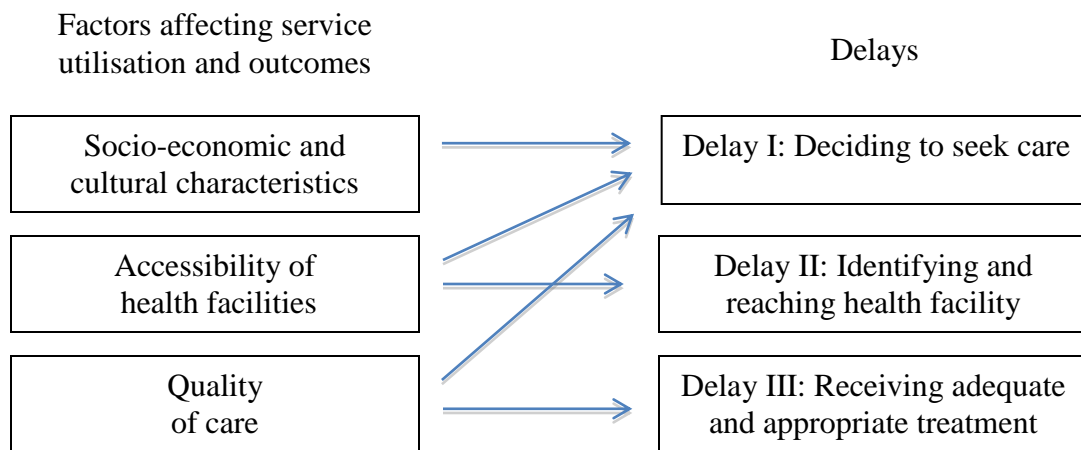 Factors affecting service
utilisation and outcomes
Delays
Socio-economic and
cultural characteristics
Delay I: Deciding to seek care
Accessibility of
health facilities
Delay II: Identifying and
reaching health facility
Quality
of care
Delay III: Receiving adequate
and appropriate treatment